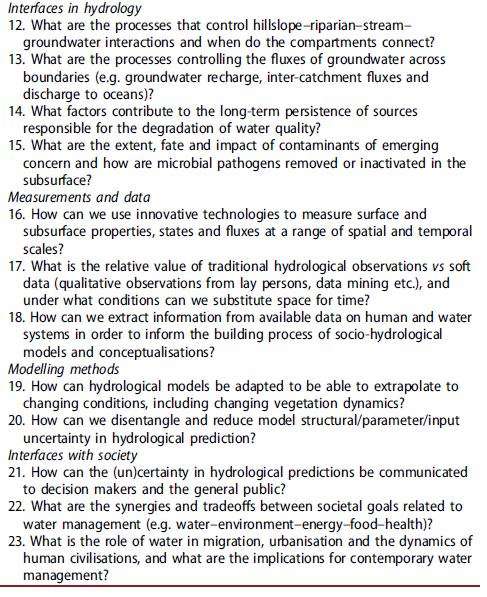 Interfaces in hydrology
12. What are the processes that control hillslope–riparian–stream–
groundwater interactions and when do the compartments connect?
13. What are the processes controlling the fluxes of groundwater across
boundaries (e.g. groundwater recharge, inter-catchment fluxes and
discharge to oceans)?
14. What factors contribute to the long-term persistence of sources
responsible for the degradation of water quality?
15. What are the extent, fate and impact of contaminants of emerging
concern and how are microbial pathogens removed or inactivated in the
subsurface?
Measurements and data
16. How can we use innovative technologies to measure surface and
subsurface properties, states and fluxes at a range of spatial and temporal
scales?
17. What is the relative value of traditional hydrological observations vs soft
data (qualitative observations from lay persons, data mining etc.), and
under what conditions can we substitute space for time?
18. How can we extract information from available data on human and water
systems in order to inform the building process of socio-hydrological
models and conceptualisations?
Modelling methods
19. How can hydrological models be adapted to be able to extrapolate to
changing conditions, including changing vegetation dynamics?
20. How can we disentangle and reduce model structural/parameter/input
uncertainty in hydrological prediction?
Interfaces with society
21. How can the (un)certainty in hydrological predictions be communicated
to decision makers and the general public?
22. What are the synergies and tradeoffs between societal goals related to
water management (e.g. water–environment–energy–food–health)?
23. What is the role of water in migration, urbanisation and the dynamics of
human civilisations, and what are the implications for contemporary water
management?